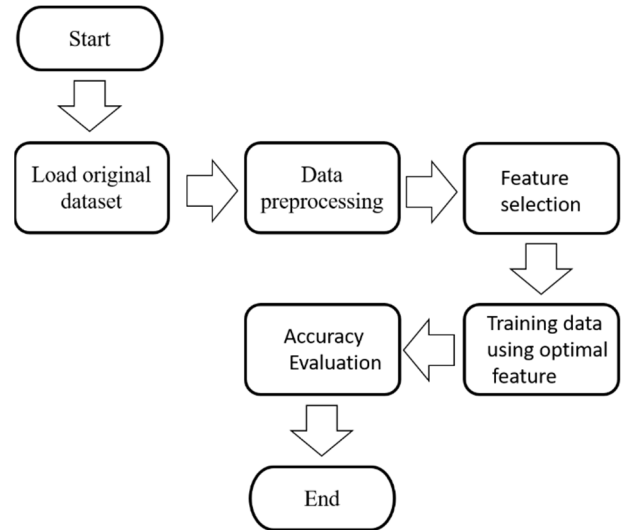 Start
Load original
dataset
Data
preprocessing
Feature
selection
Training data
using optimal
feature
Accuracy
Evaluation
End